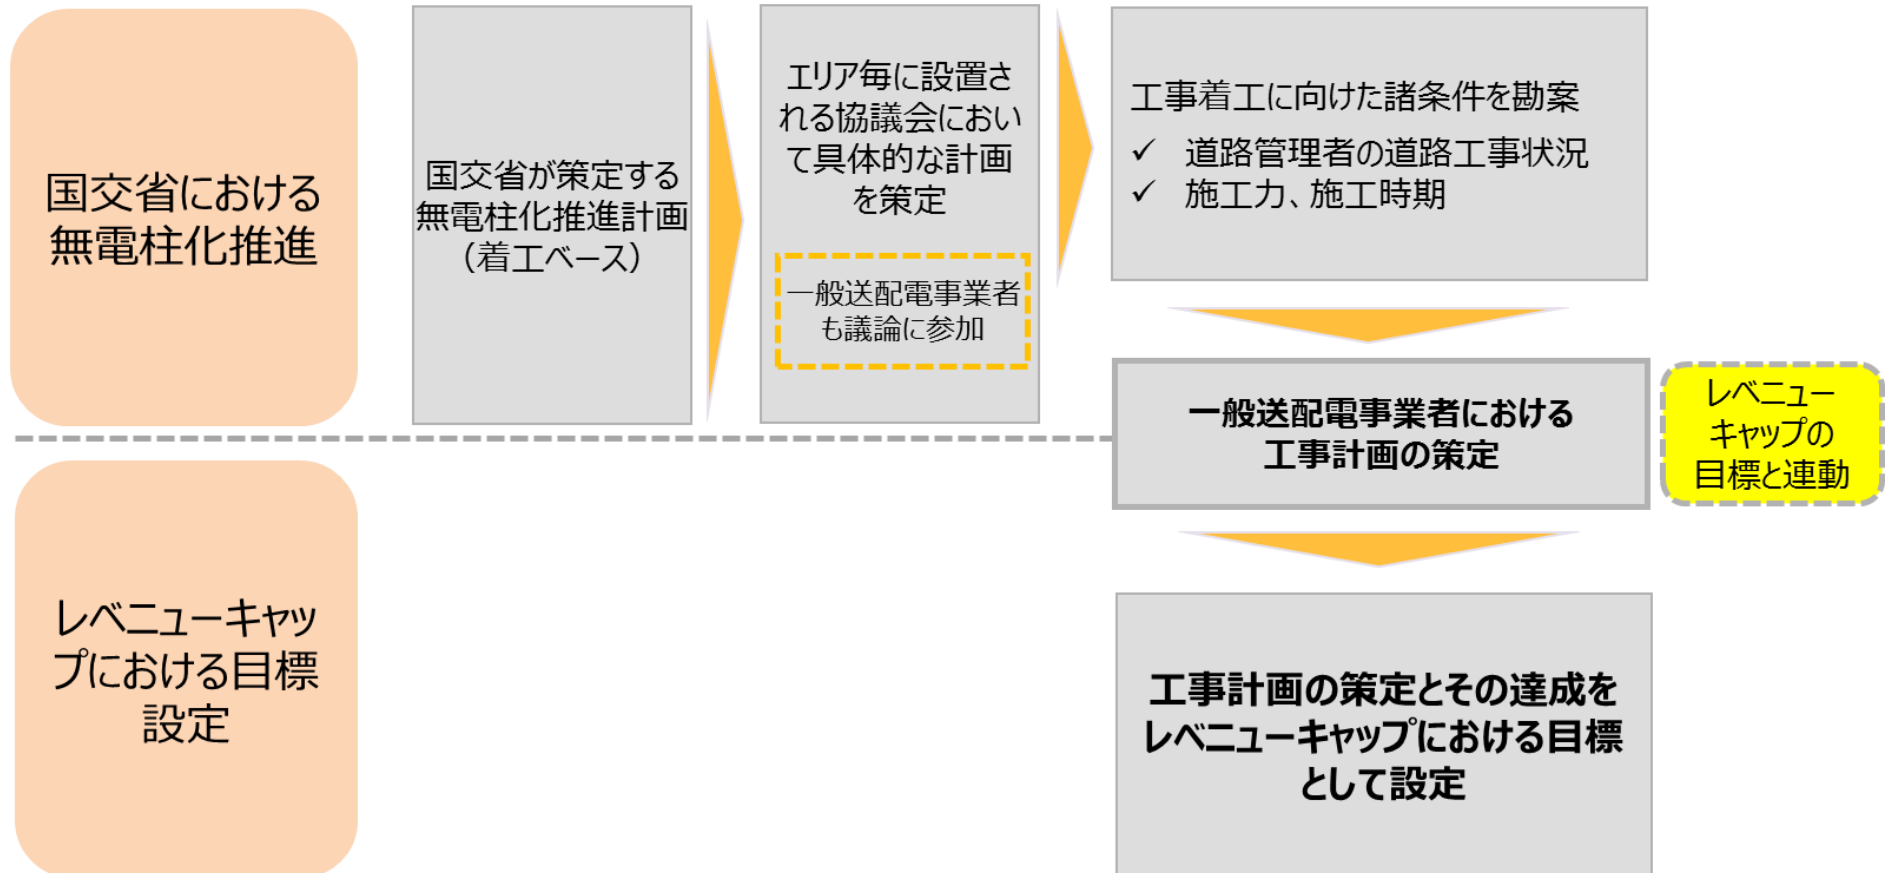 国交省における
無電柱化推進
国交省が策定する
無電柱化推進計画
（着工ベース）
エリア毎に設置さ
れる協議会におい
て具体的な計画
を策定
一般送配電事業者
も議論に参加
工事着工に向けた諸条件を勘案
✓ 道路管理者の道路工事状況
✓ 施工力、施工時期
一般送配電事業者における
工事計画の策定
レベニュー
キャップの
目標と連動
レベニューキャッ
プにおける目標
設定
工事計画の策定とその達成を
レベニューキャップにおける目標
として設定